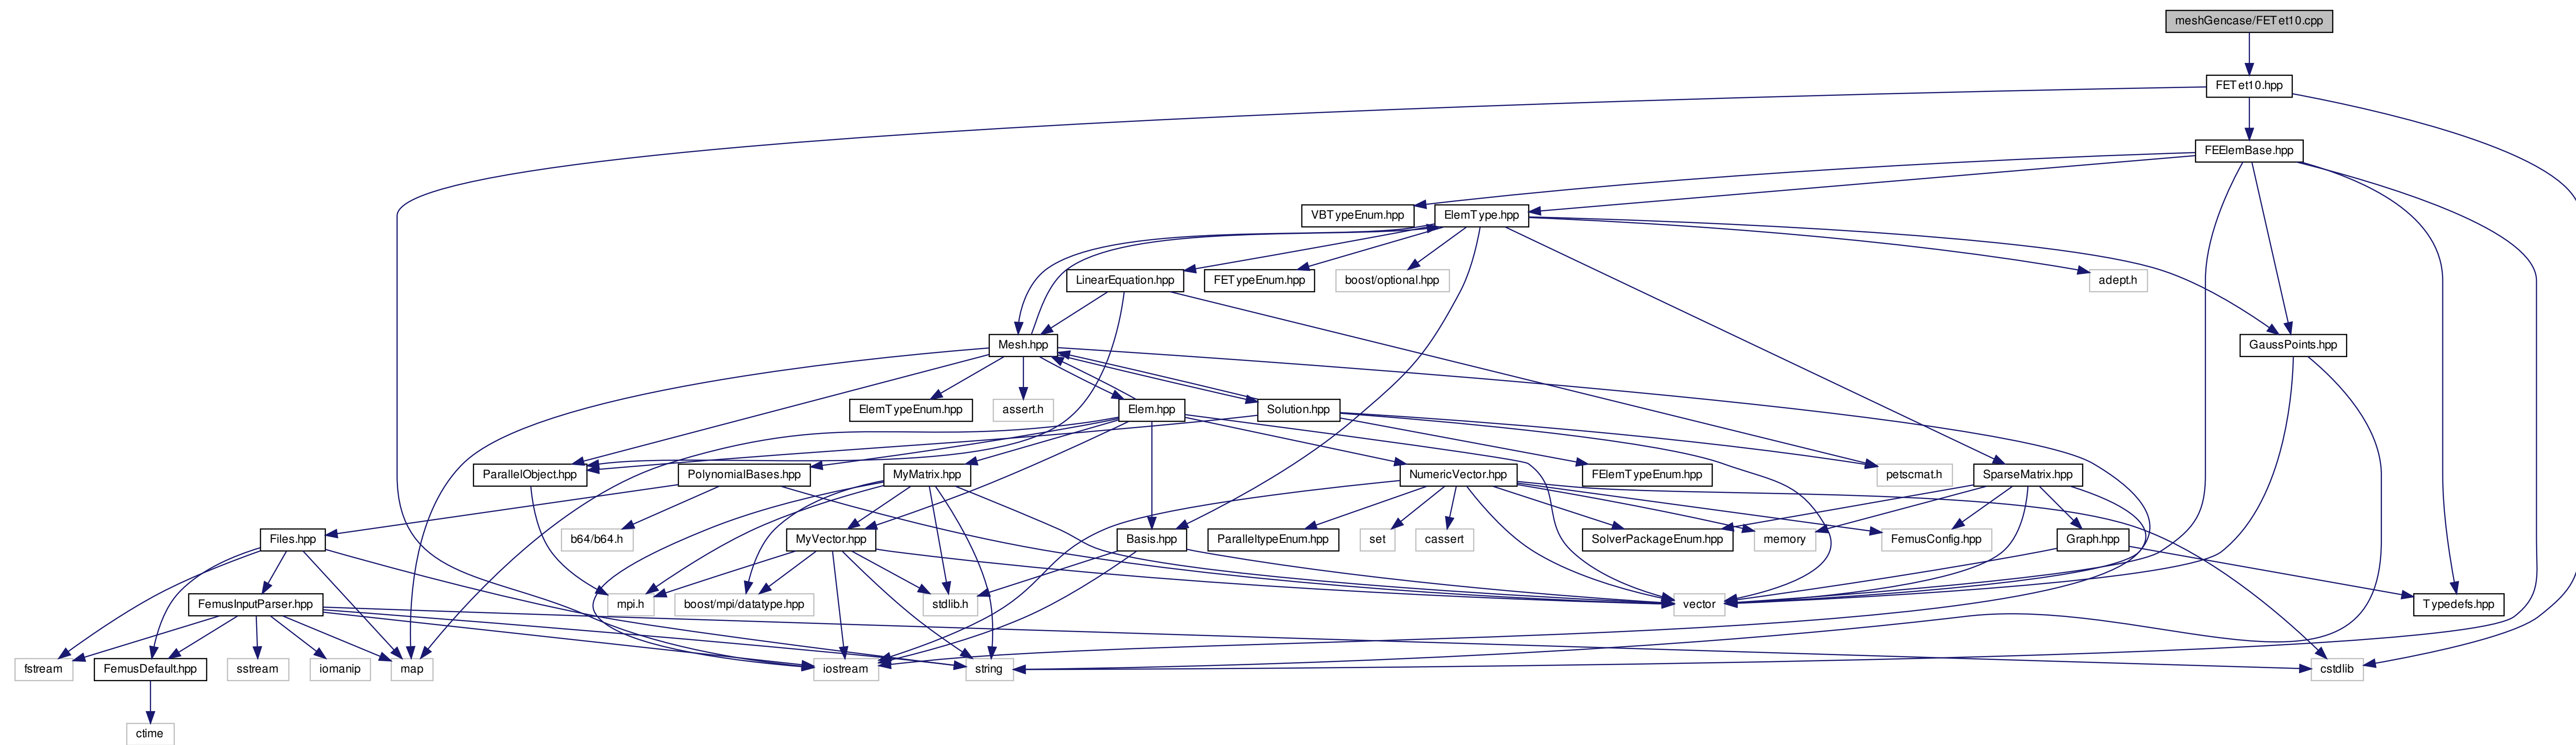 meshGencase/FETet10.cpp
FETet10.hpp
FEElemBase.hpp
VBTypeEnum.hpp
ElemType.hpp
LinearEquation.hpp
FETypeEnum.hpp
boost/optional.hpp
adept.h
Mesh.hpp
GaussPoints.hpp
ElemTypeEnum.hpp
assert.h
Elem.hpp
Solution.hpp
ParallelObject.hpp
PolynomialBases.hpp
MyMatrix.hpp
NumericVector.hpp
FElemTypeEnum.hpp
petscmat.h
SparseMatrix.hpp
Files.hpp
b64/b64.h
MyVector.hpp
Basis.hpp
ParalleltypeEnum.hpp
set
cassert
SolverPackageEnum.hpp
memory
FemusConfig.hpp
Graph.hpp
FemusInputParser.hpp
mpi.h
boost/mpi/datatype.hpp
stdlib.h
vector
Typedefs.hpp
fstream
FemusDefault.hpp
sstream
iomanip
map
iostream
string
cstdlib
ctime